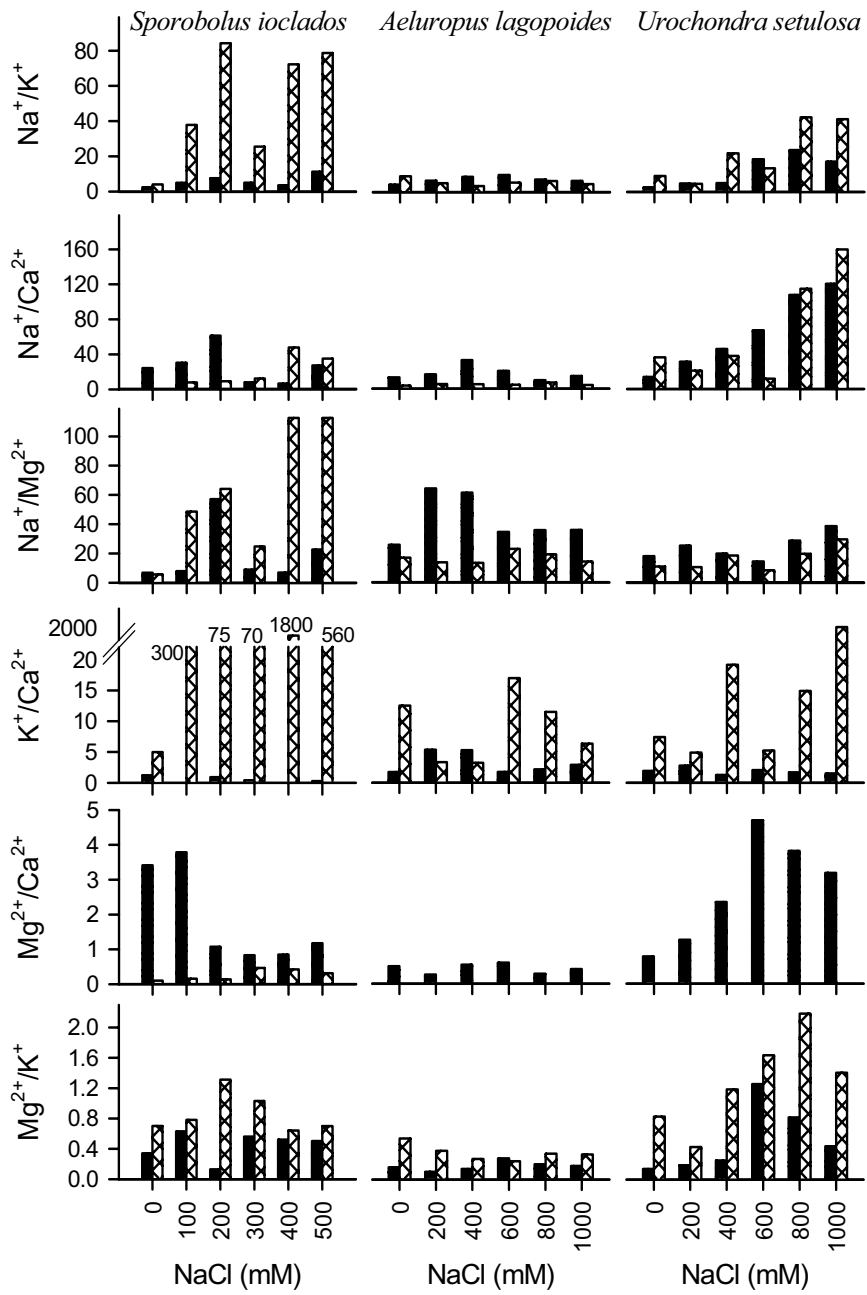 Sporobolus ioclados Aeluropus lagopoides Urochondra setulosa
Na⁺/K⁺
80
60
40
20
0
Na⁺/Ca²⁺
160
120
80
40
0
Na⁺/Mg²⁺
100
80
60
40
20
0
K⁺/Ca²⁺
2000
20
15
10
5
0
300 75 70 1800 560
Mg²⁺/Ca²⁺
5
4
3
2
1
0
Mg²⁺/K⁺
2.0
1.6
1.2
0.8
0.4
0.0
0 100 200 300 400 500
0 200 400 600 800 1000
0 200 400 600 800 1000
NaCl (mM) NaCl (mM) NaCl (mM)